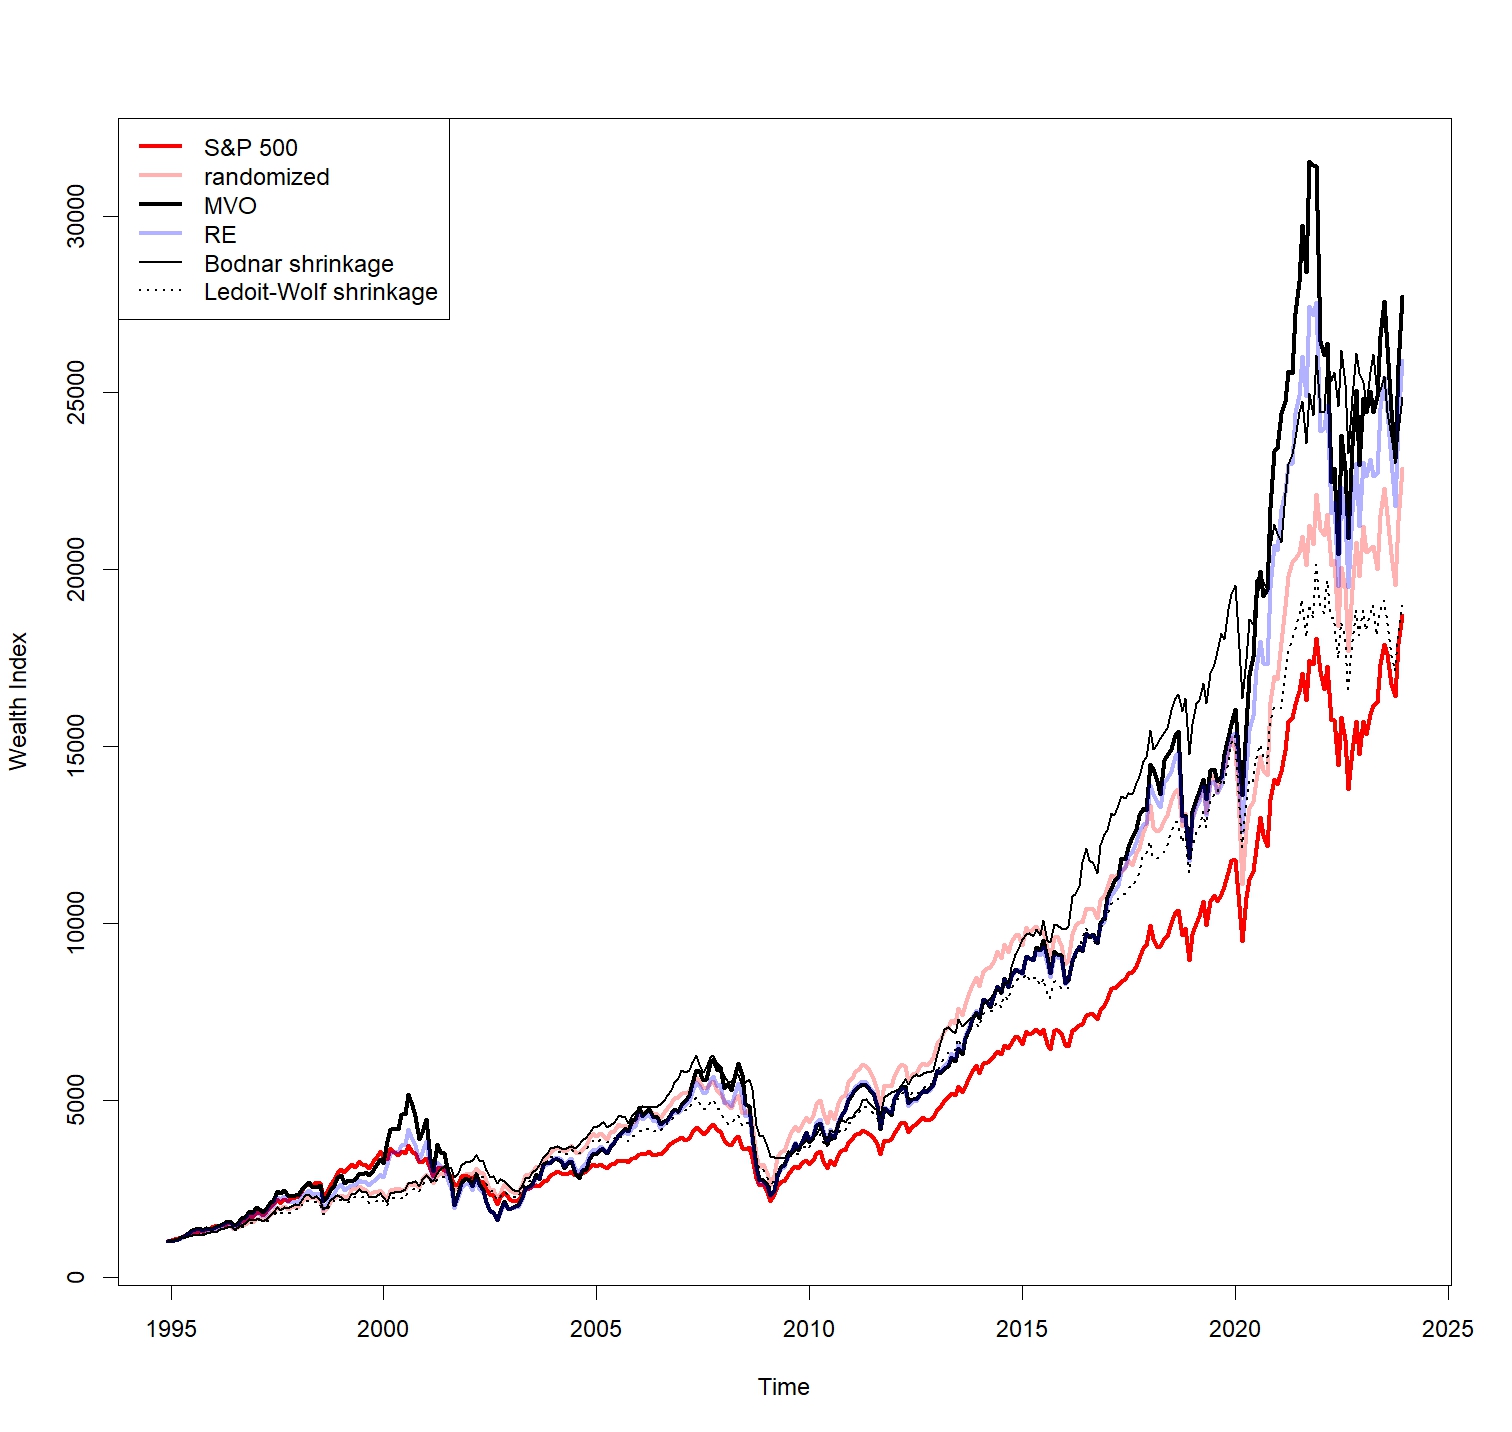 S&P 500
randomized
MVO
RE
Bodnar shrinkage
Ledoit-Wolf shrinkage
Wealth Index
30000
25000
20000
15000
10000
5000
0
1995 2000 2005 2010 2015 2020 2025
Time